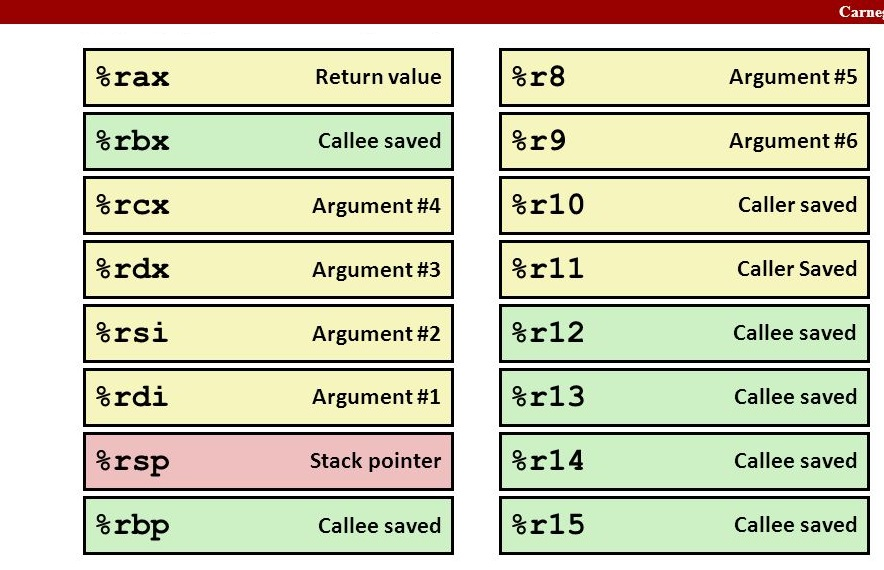 %rax Return value
%rbx Callee saved
%rcx Argument #4
%rdx Argument #3
%rsi Argument #2
%rdi Argument #1
%rsp Stack pointer
%rbp Callee saved
%r8 Argument #5
%r9 Argument #6
%r10 Caller saved
%r11 Caller Saved
%r12 Callee saved
%r13 Callee saved
%r14 Callee saved
%r15 Callee saved